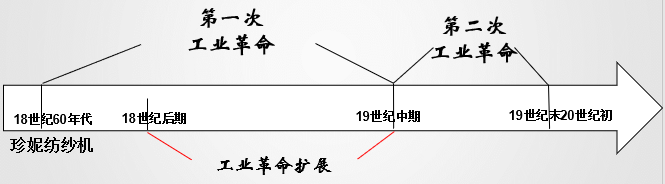 第一次
工业革命
第二次
工业革命
18世纪60年代
18世纪后期
19世纪中期
19世纪末20世纪初
珍妮纺纱机
工业革命扩展